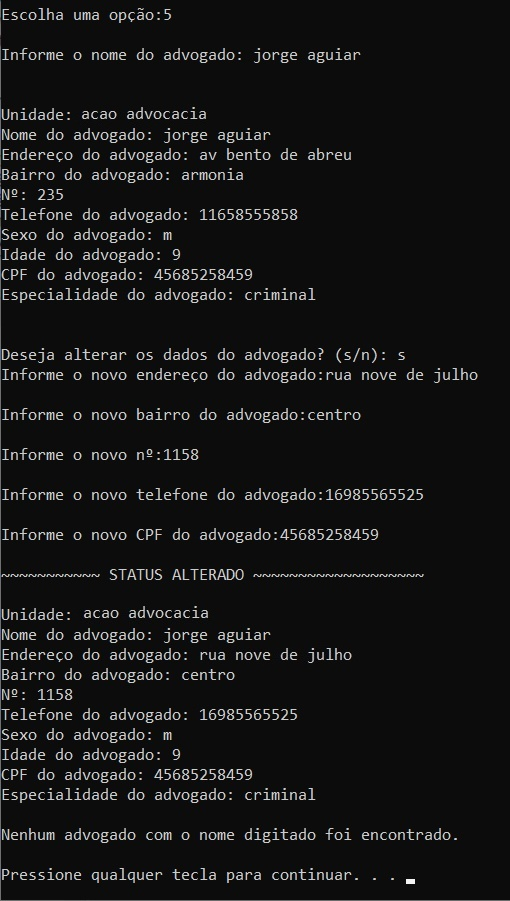 Escolha uma opção:5
Informe o nome do advogado: jorge aguiar
Unidade: acao advocacia
Nome do advogado: jorge aguiar
Endereço do advogado: av bento de abreu
Bairro do advogado: armonia
Nº: 235
Telefone do advogado: 11658555858
Sexo do advogado: m
Idade do advogado: 9
CPF do advogado: 45685258459
Especialidade do advogado: criminal
Deseja alterar os dados do advogado? (s/n): s
Informe o novo endereço do advogado:rua nove de julho
Informe o novo bairro do advogado:centro
Informe o novo nº:1158
Informe o novo telefone do advogado:16985565525
Informe o novo CPF do advogado:45685258459
~~~~~~~~~~~ STATUS ALTERADO ~~~~~~~~~~~~~~~~~~~
Unidade: acao advocacia
Nome do advogado: jorge aguiar
Endereço do advogado: rua nove de julho
Bairro do advogado: centro
Nº: 1158
Telefone do advogado: 16985565525
Sexo do advogado: m
Idade do advogado: 9
CPF do advogado: 45685258459
Especialidade do advogado: criminal
Nenhum advogado com o nome digitado foi encontrado.
Pressione qualquer tecla para continuar. . .